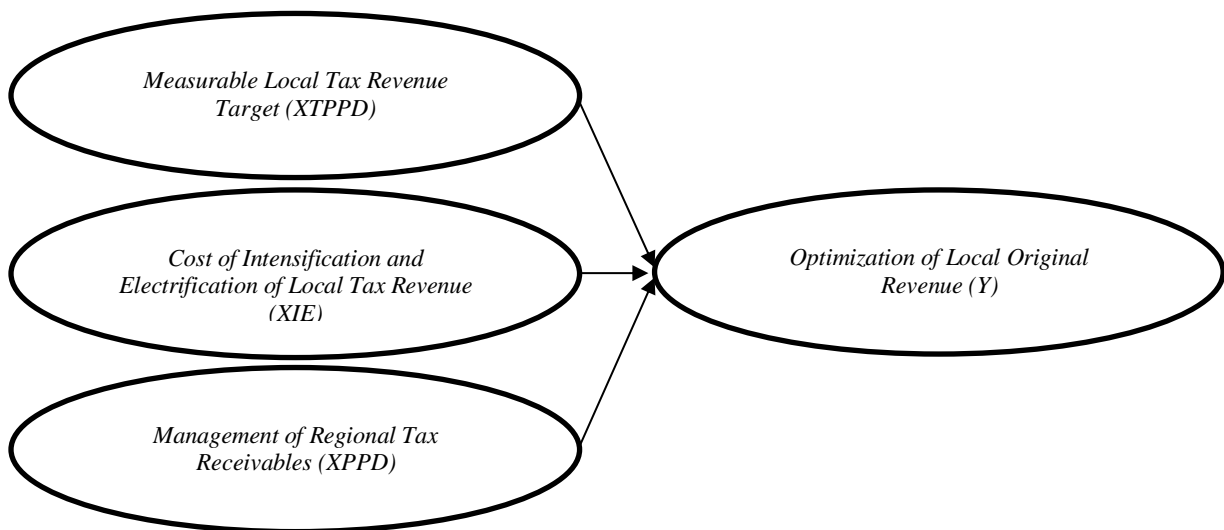 Measurable Local Tax Revenue
Target (XTPPD)
Cost of Intensification and
Electrification of Local Tax Revenue
(XIE)
Management of Regional Tax
Receivables (XPPD)
Optimization of Local Original
Revenue (Y)